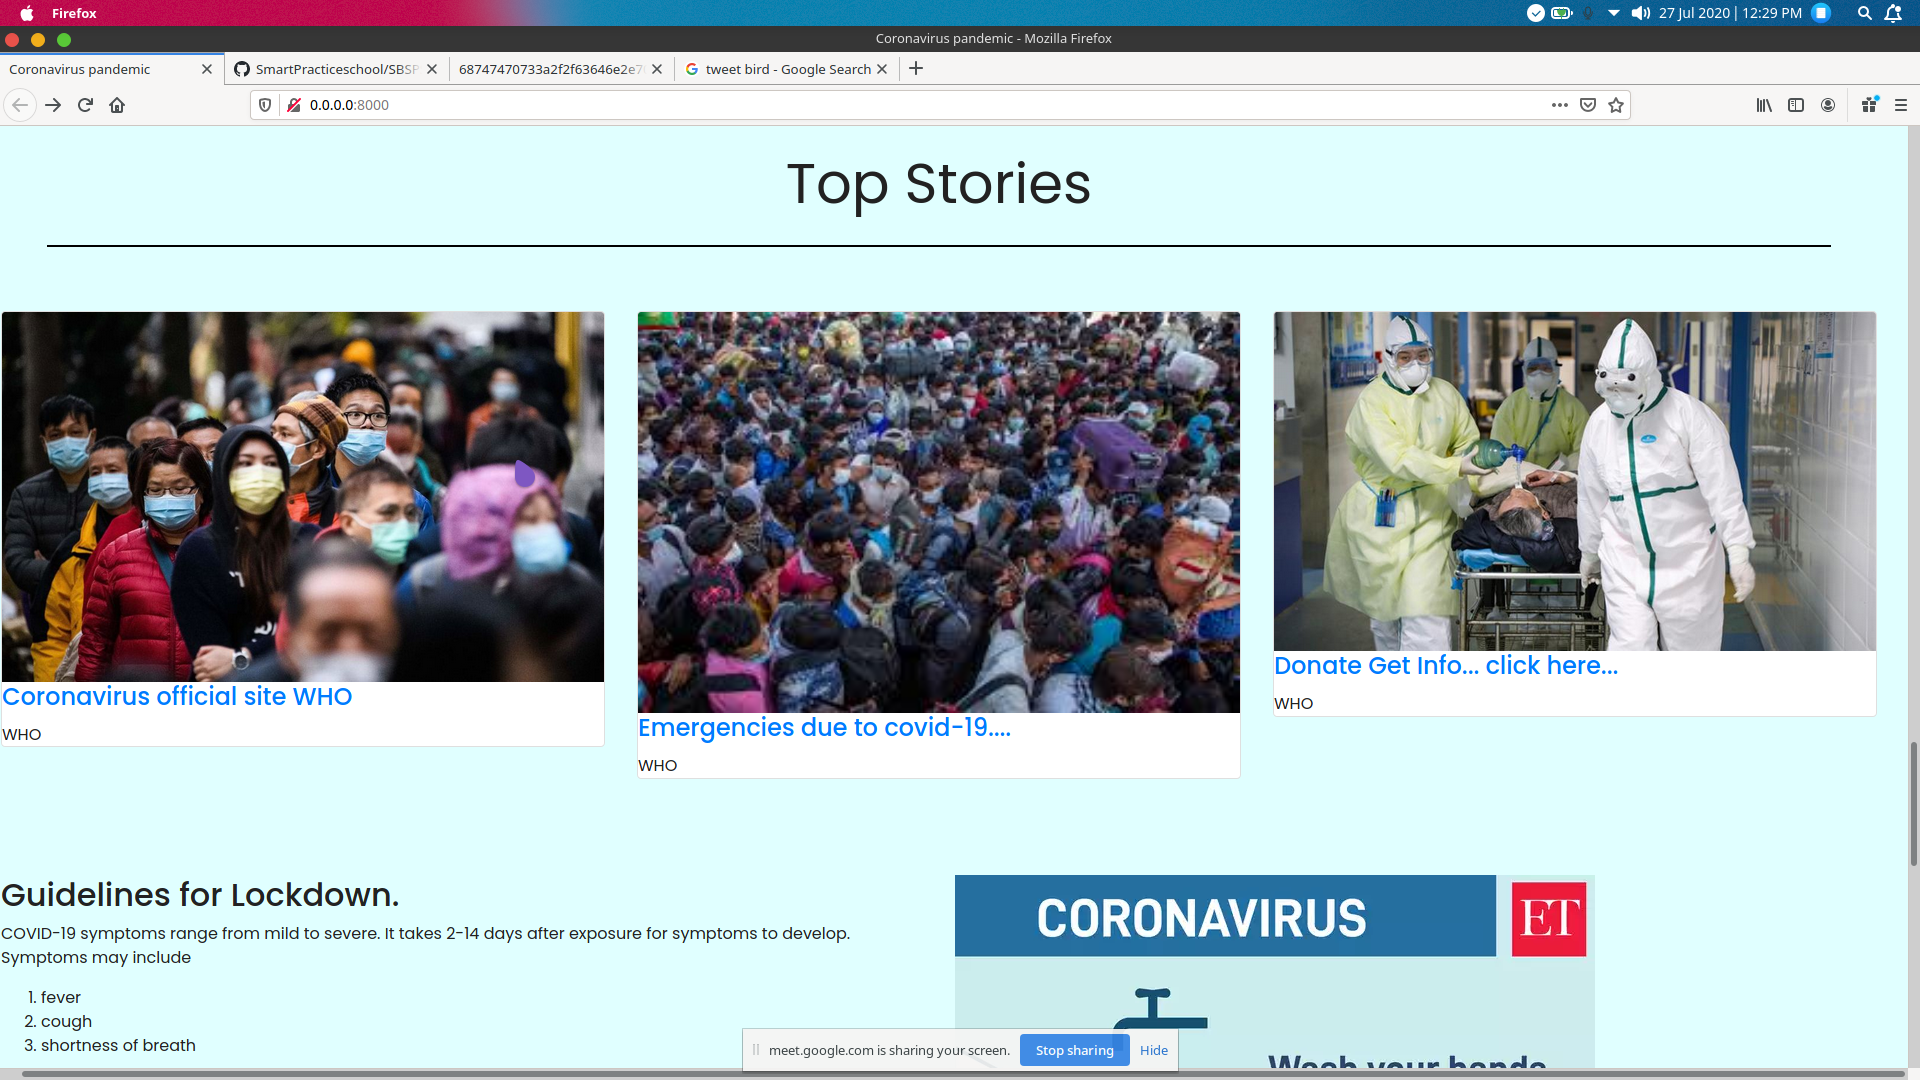 Firefox
27 Jul 2020 | 12:29 PM
Coronavirus pandemic - Mozilla Firefox
Coronavirus pandemic
SmartPracticeschool/SBSP
68747470733a2f2f63646e2e7
tweet bird - Google Search
0.0.0.0:8000
Top Stories
Coronavirus official site WHO
WHO
Emergencies due to covid-19....
WHO
Donate Get Info... click here...
WHO
Guidelines for Lockdown.
COVID-19 symptoms range from mild to severe. It takes 2-14 days after exposure for symptoms to develop.
Symptoms may include
1. fever
2. cough
3. shortness of breath
CORONAVIRUS
ET
Wash your hands
meet.google.com is sharing your screen.
Stop sharing
Hide